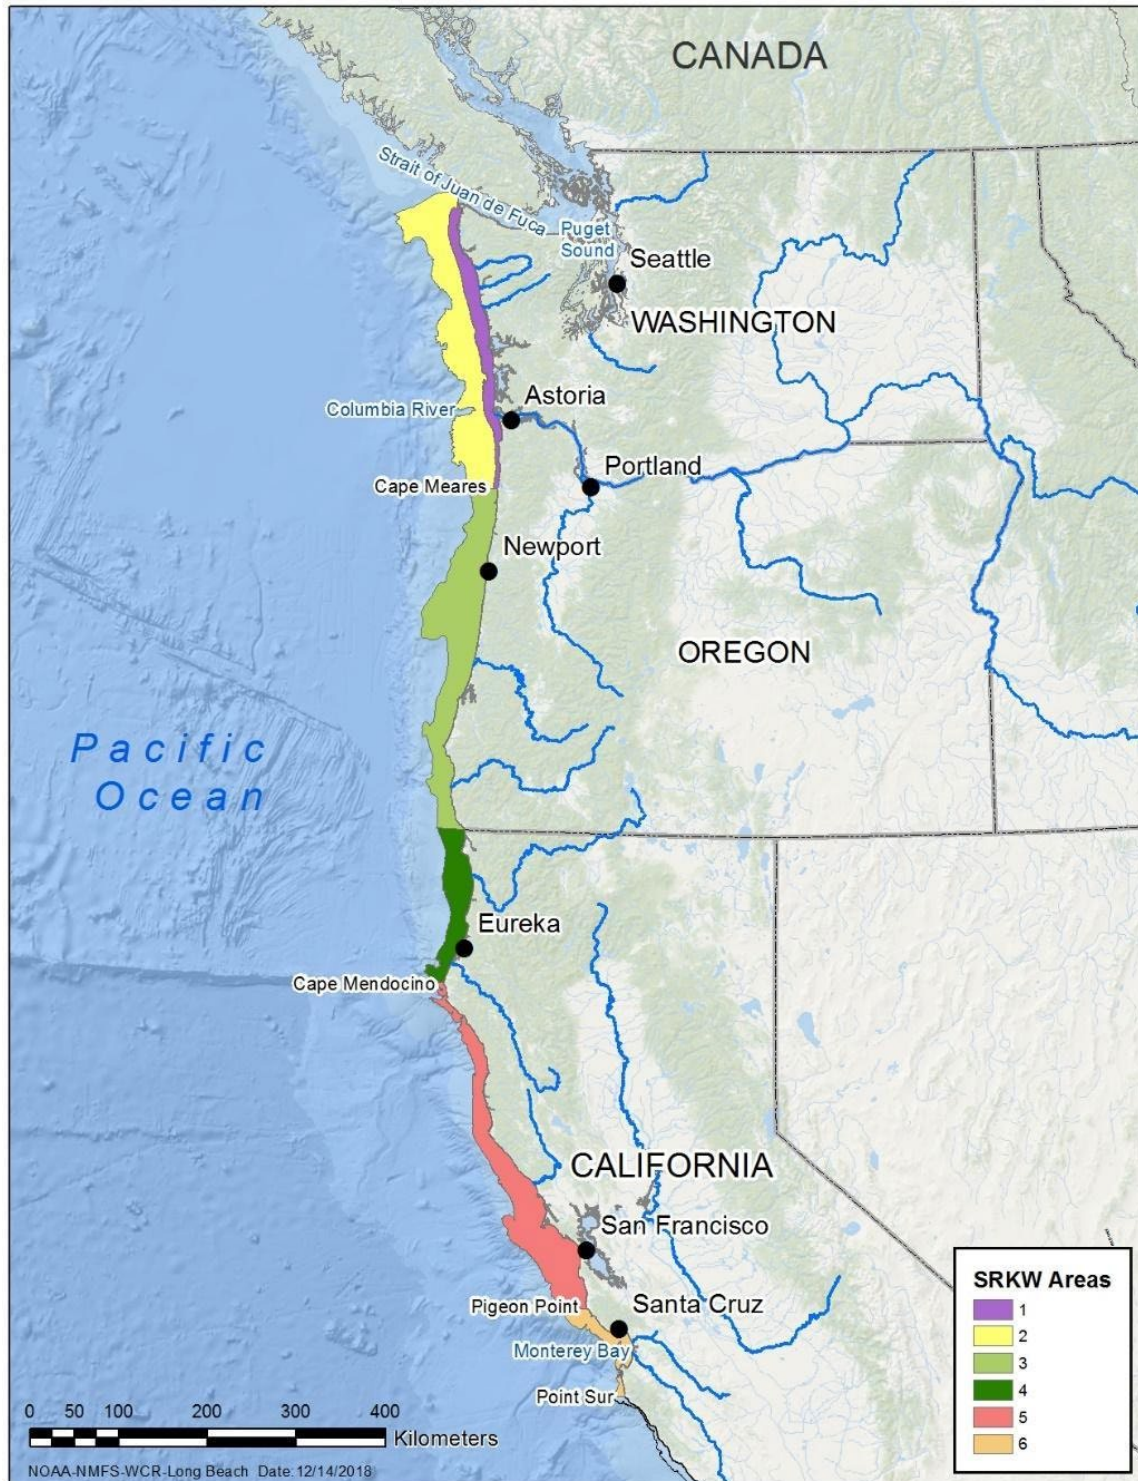 CANADA
Strait of Juan de Fuca
Puget
Sound
Seattle
WASHINGTON
Astoria
Columbia River
Portland
Cape Meares
Newport
OREGON
Pacific
Ocean
Eureka
Cape Mendocino
CALIFORNIA
San Francisco
Pigeon Point
Santa Cruz
Monterey Bay
Point Sur
SRKW Areas
1
2
3
4
5
6
0 50 100 200 300 400
Kilometers
NOAA-NMFS-WCR-Long Beach Date: 12/14/2018